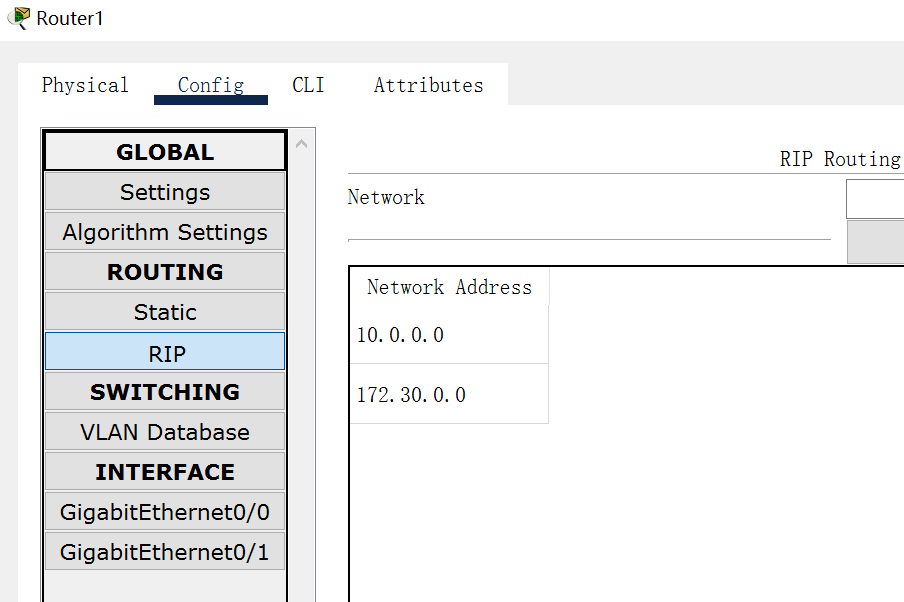 Router1
Physical Config CLI Attributes
GLOBAL
Settings
Algorithm Settings
ROUTING
Static
RIP
SWITCHING
VLAN Database
INTERFACE
GigabitEthernet0/0
GigabitEthernet0/1
RIP Routing
Network
Network Address
10.0.0.0
172.30.0.0